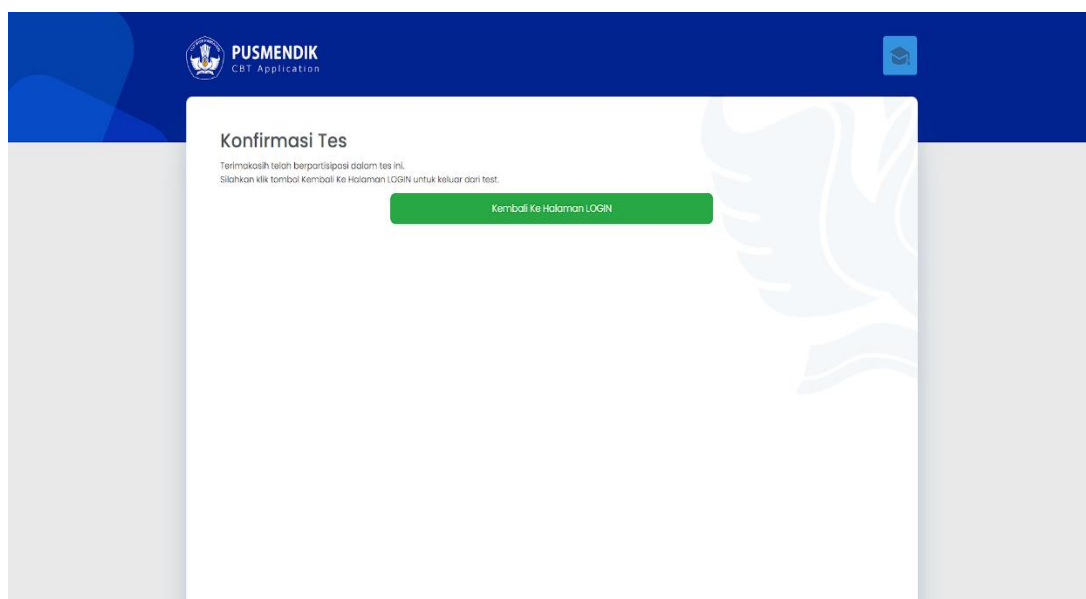 PUSMENDIK
CBT Application
Konfirmasi Tes
Terimakasih telah berpartisipasi dalam tes ini.
Silahkan klik tombol Kembali Ke Halaman LOGIN untuk keluar dari test.
Kembali Ke Halaman LOGIN